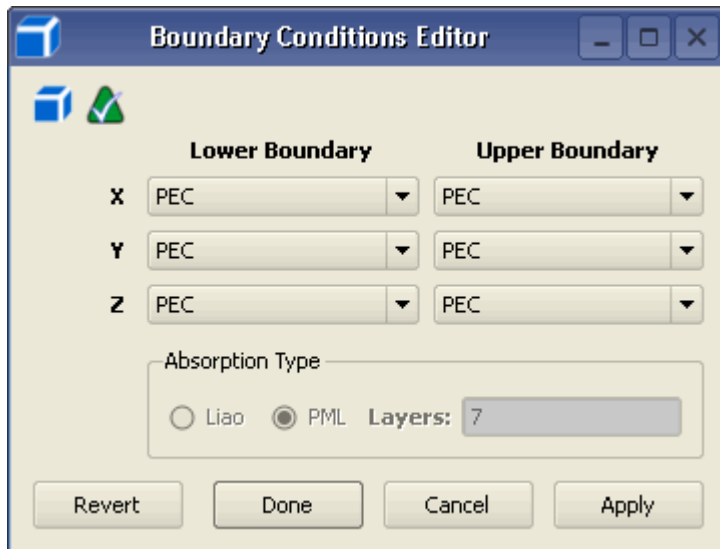 Boundary Conditions Editor
Lower Boundary Upper Boundary
X PEC PEC
Y PEC PEC
Z PEC PEC
Absorption Type
Liao PML Layers: 7
Revert Done Cancel Apply